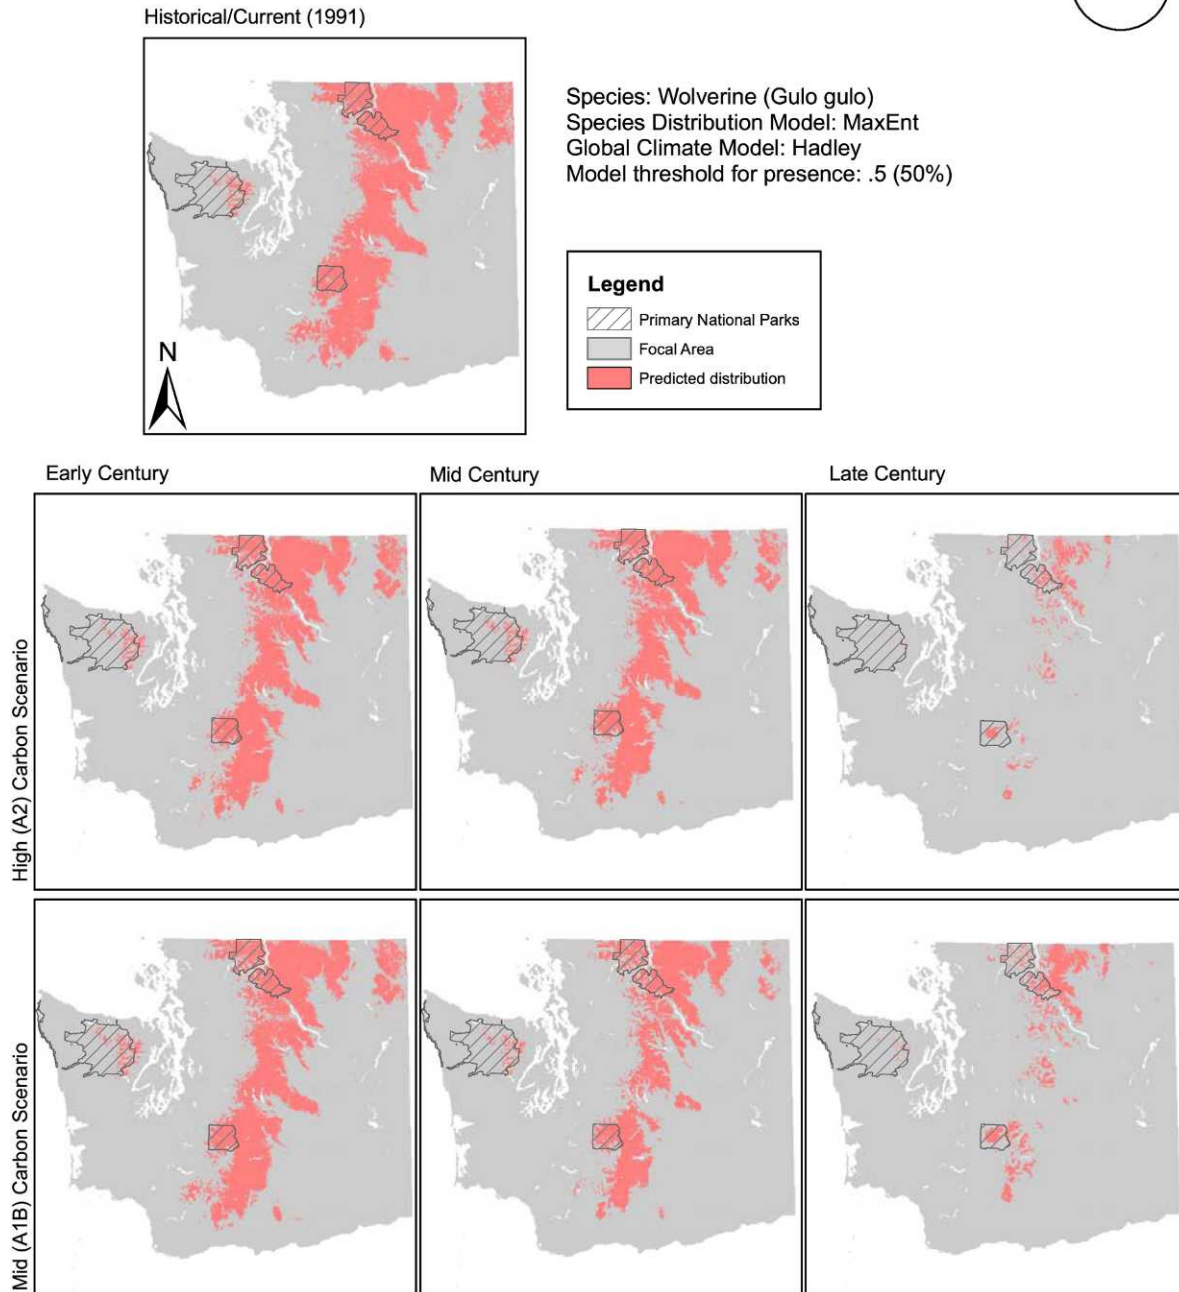 Historical/Current (1991)
Species: Wolverine (Gulo gulo)
Species Distribution Model: MaxEnt
Global Climate Model: Hadley
Model threshold for presence: .5 (50%)
Legend
Primary National Parks
Focal Area
Predicted distribution
N
Early Century
Mid Century
Late Century
High (A2) Carbon Scenario
Mid (A1B) Carbon Scenario